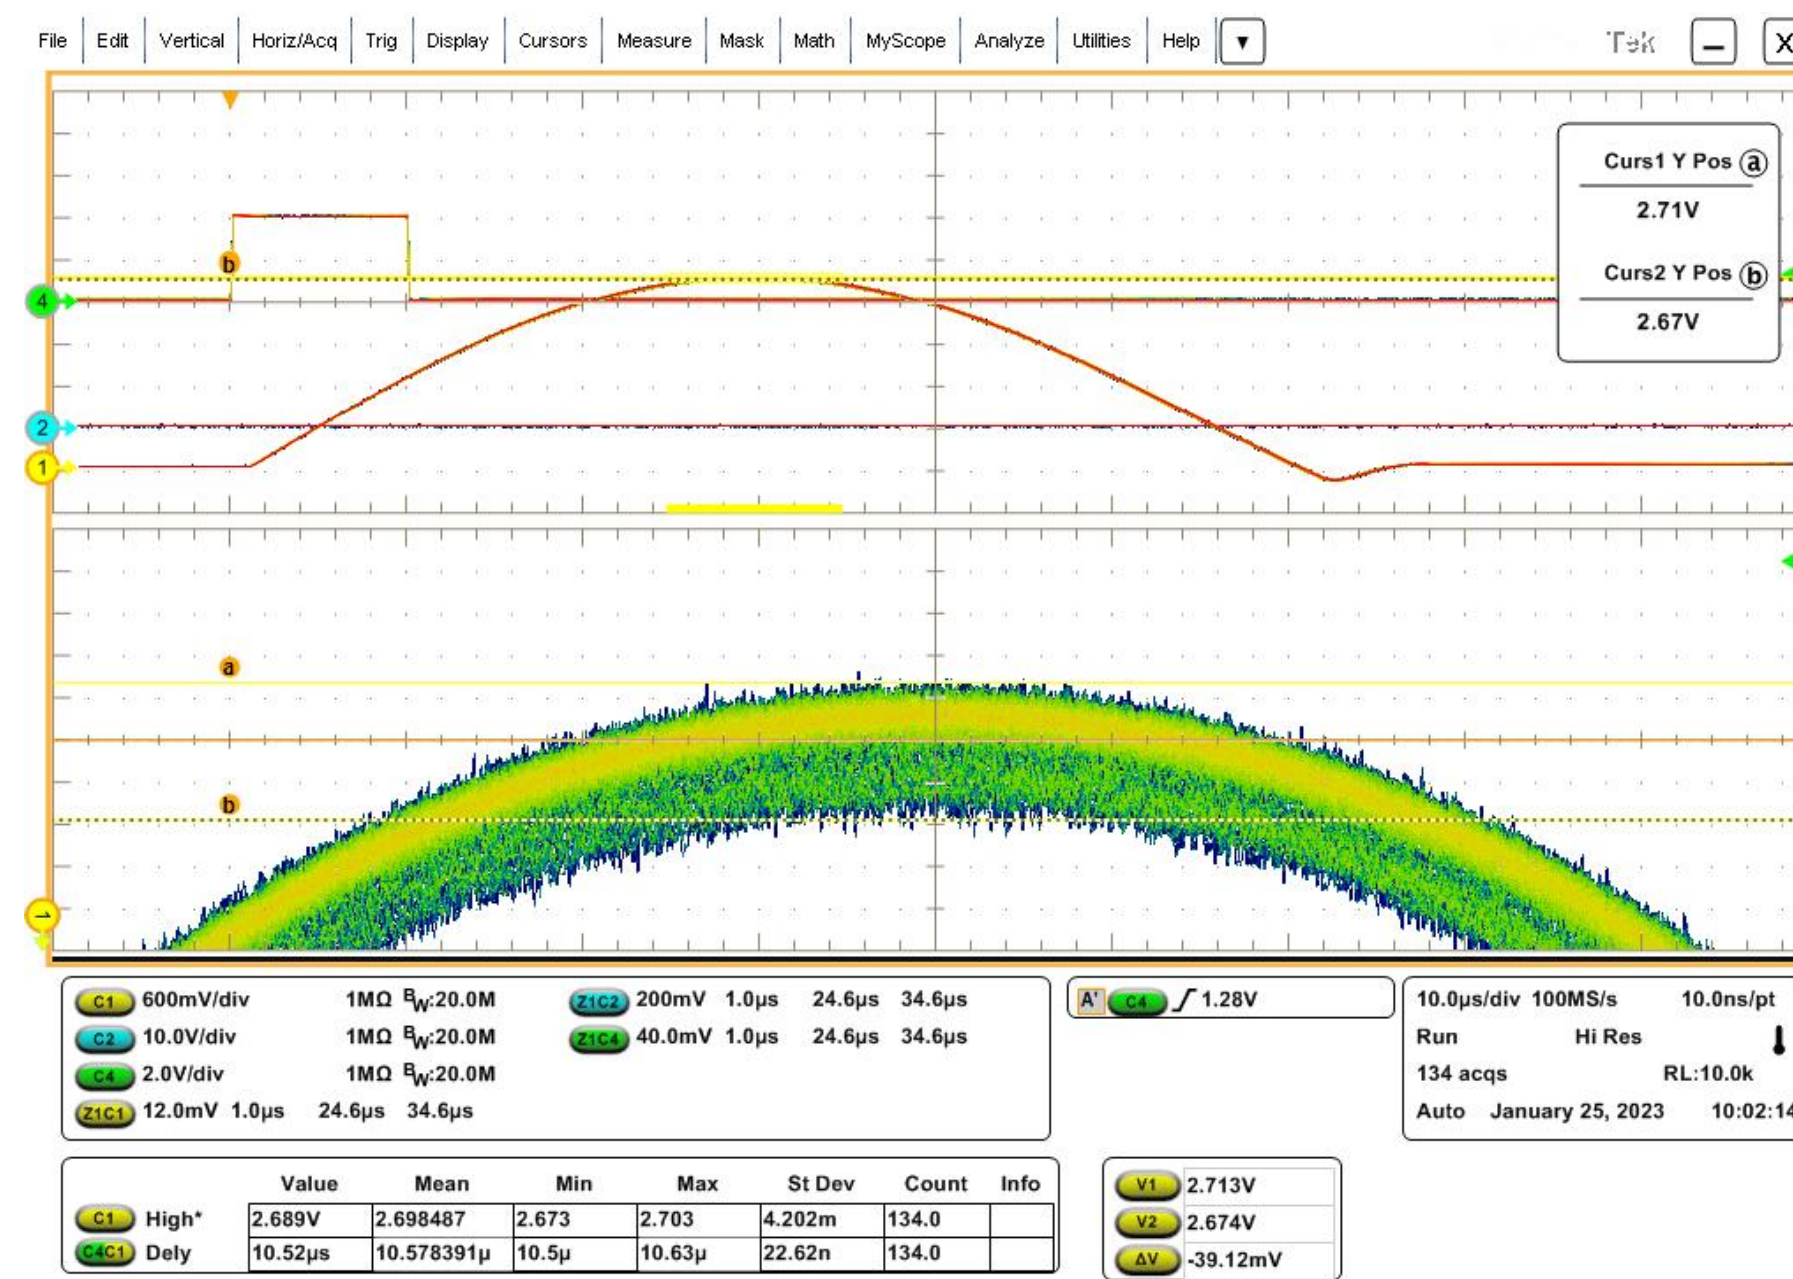 File Edit Vertical Horiz/Acq Trig Display Cursors Measure Mask Math MyScope Analyze Utilities Help ▼ Tek X
Curs1 Y Pos a
2.71V
Curs2 Y Pos b
2.67V
b
4
2
1
a
b
1
C1 600mV/div 1MΩ BW:20.0M
C2 10.0V/div 1MΩ BW:20.0M
C4 2.0V/div 1MΩ BW:20.0M
Z1C1 12.0mV 1.0µs 24.6µs 34.6µs
Z1C2 200mV 1.0µs 24.6µs 34.6µs
Z1C4 40.0mV 1.0µs 24.6µs 34.6µs
A' C4 1.28V
10.0µs/div 100MS/s 10.0ns/pt
Run Hi Res
134 acqs RL:10.0k
Auto January 25, 2023 10:02:14
Value Mean Min Max St Dev Count Info
C1 High* 2.689V 2.698487 2.673 2.703 4.202m 134.0
C4C1 Dely 10.52µs 10.578391µ 10.5µ 10.63µ 22.62n 134.0
V1 2.713V
V2 2.674V
ΔV -39.12mV